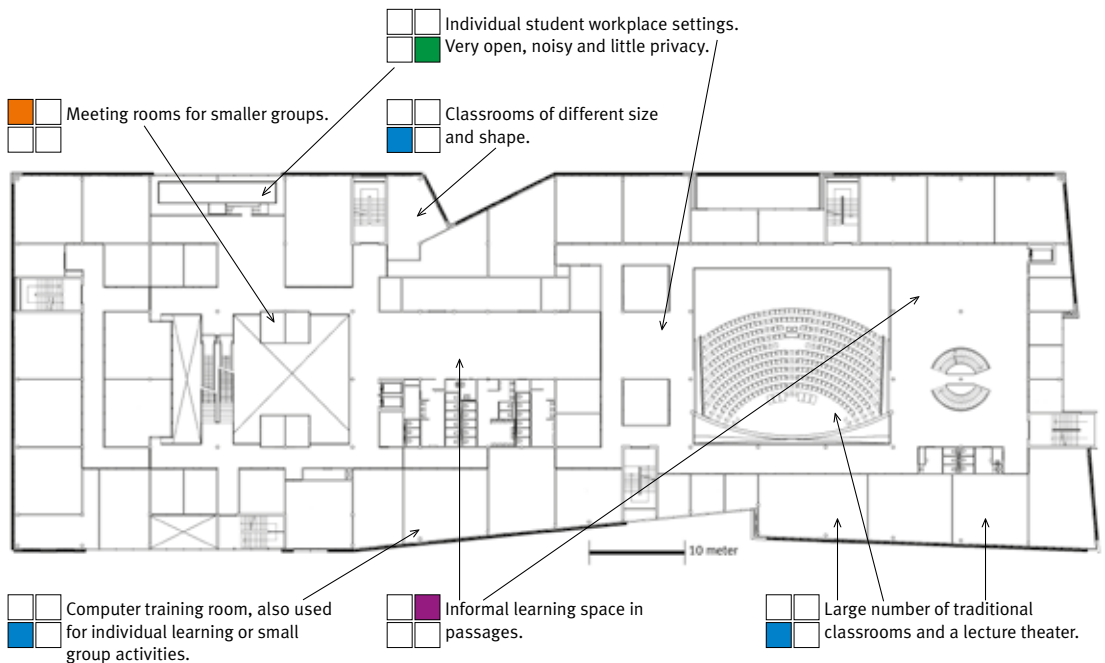 Individual student workplace settings.
Very open, noisy and little privacy.
Meeting rooms for smaller groups.
Classrooms of different size
and shape.
10 meter
Computer training room, also used
for individual learning or small
group activities.
Informal learning space in
passages.
Large number of traditional
classrooms and a lecture theater.